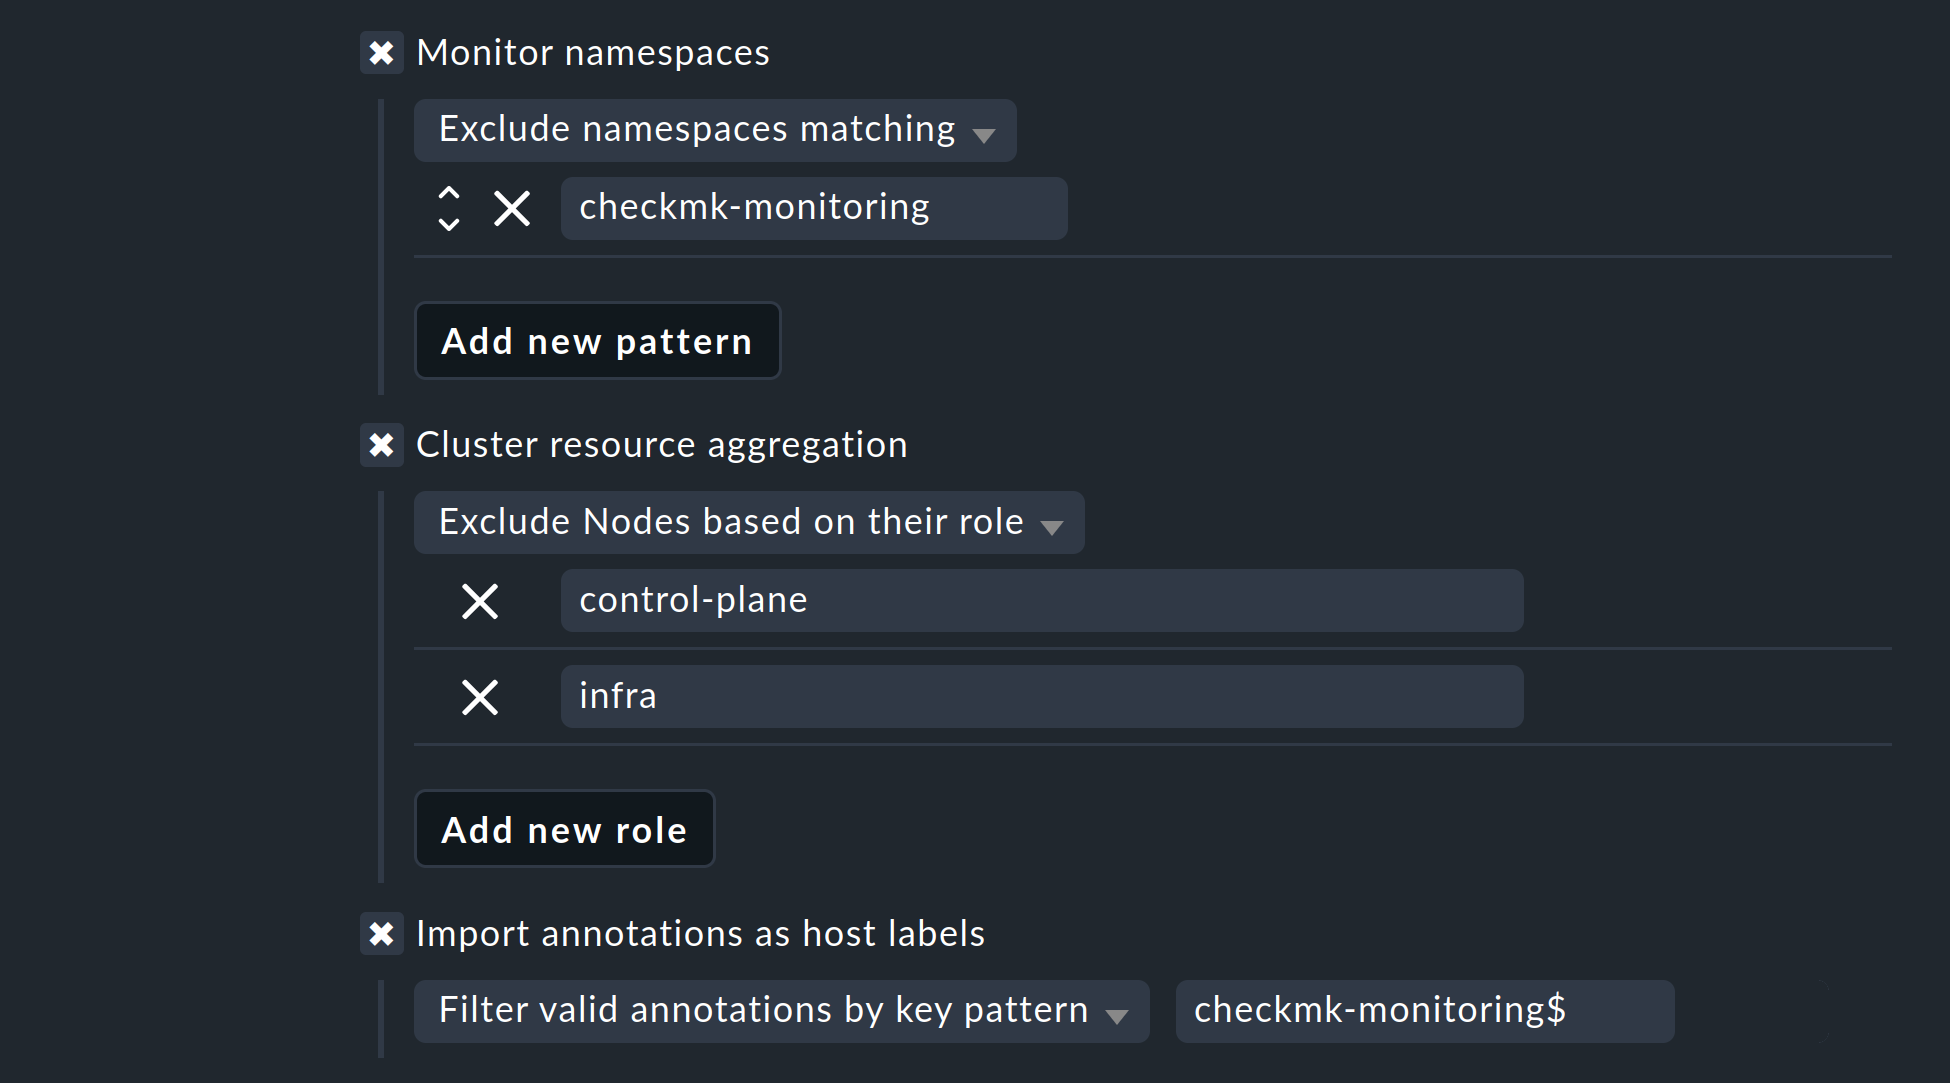 Monitor namespaces
Exclude namespaces matching
checkmk-monitoring
Add new pattern
Cluster resource aggregation
Exclude Nodes based on their role
control-plane
infra
Add new role
Import annotations as host labels
Filter valid annotations by key pattern checkmk-monitoring$